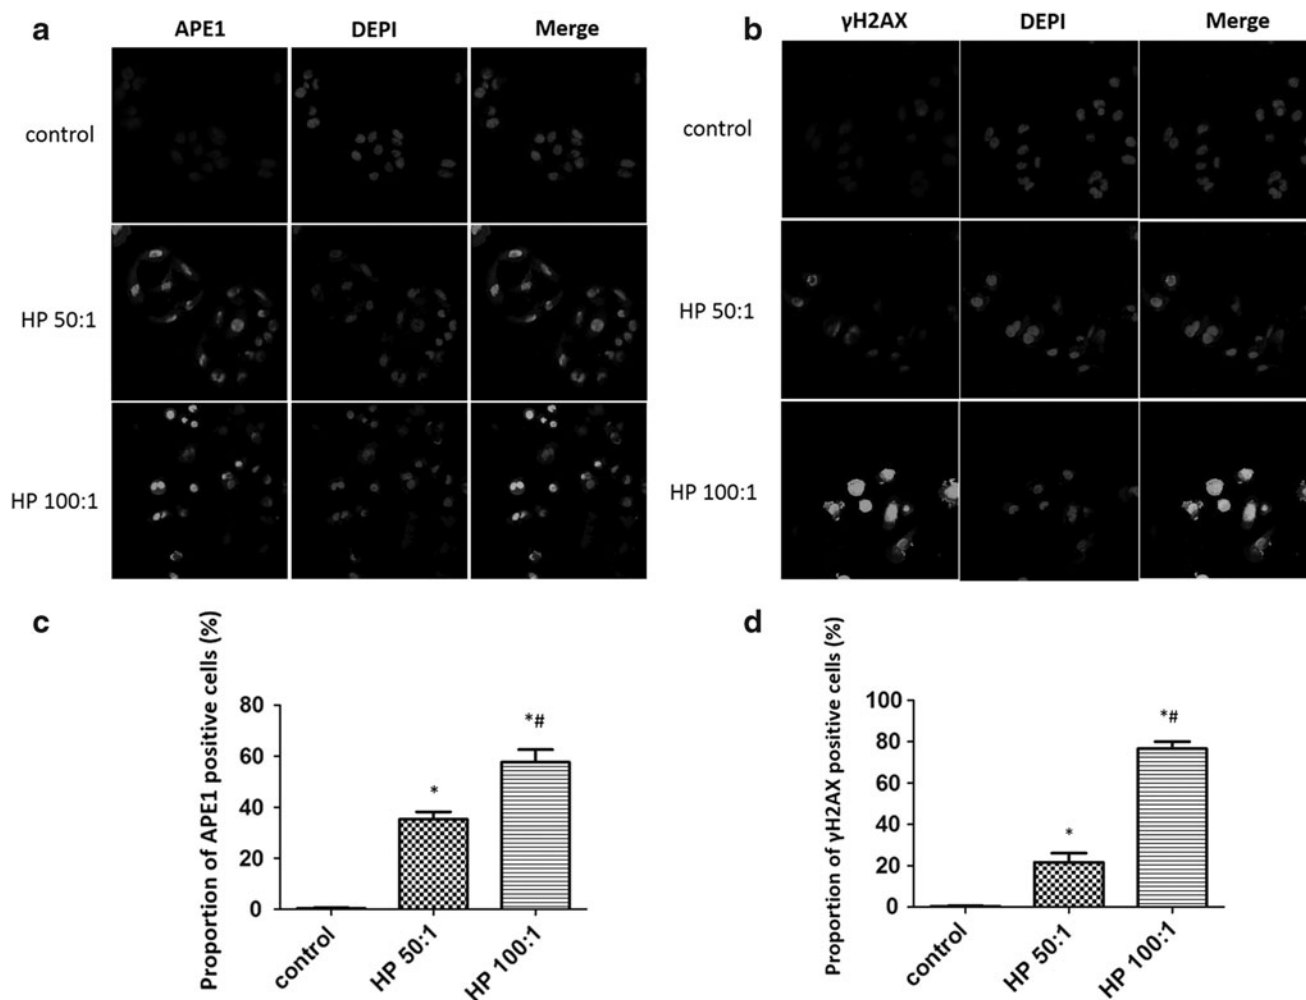 a
APE1 DEPI Merge
control
HP 50:1
HP 100:1
b
γH2AX DEPI Merge
control
HP 50:1
HP 100:1
c
Proportion of APE1 positive cells (%)
80
60
40
20
0
*
*#
control
HP 50:1
HP 100:1
d
Proportion of γH2AX positive cells (%)
100
80
60
40
20
0
*
*#
control
HP 50:1
HP 100:1